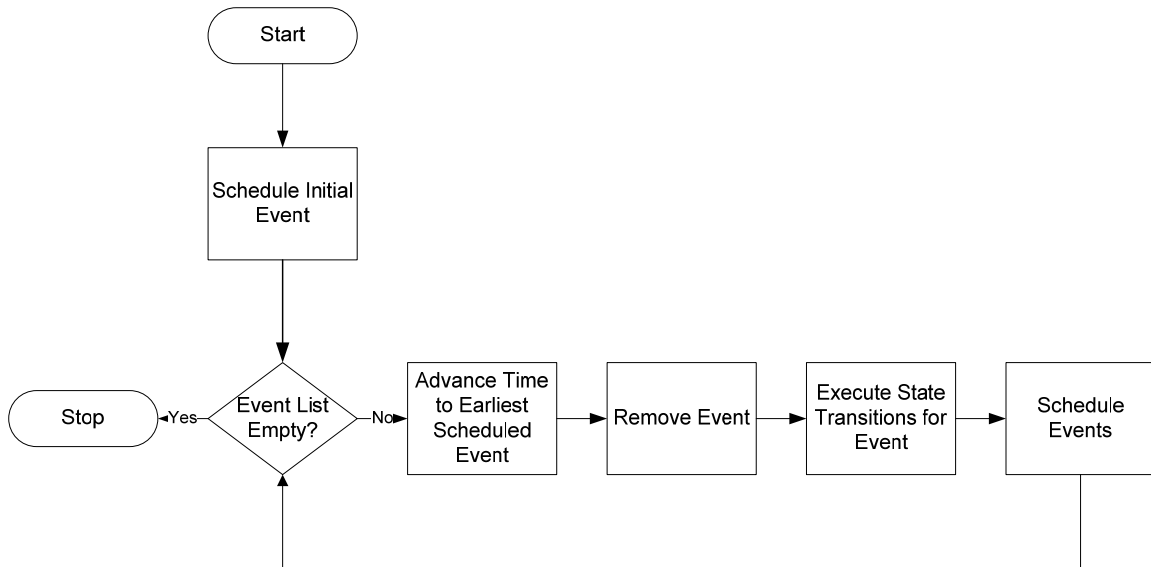 Start
Schedule Initial
Event
Stop
Yes
Event List
Empty?
No
Advance Time
to Earliest
Scheduled
Event
Remove Event
Execute State
Transitions for
Event
Schedule
Events